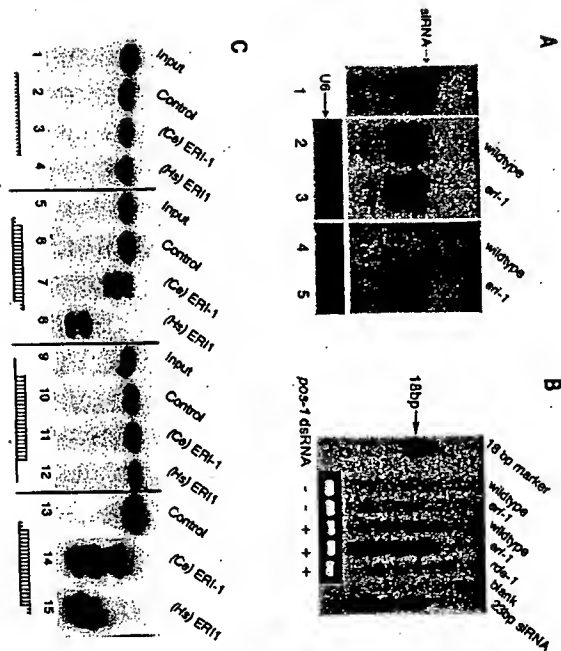 A
wildtype
eri-1
wildtype
eri-1
siRNA→
U6→
1 2 3 4 5
B
18 bp marker
wildtype
eri-1
wildtype
eri-1
rde-1
blank
23bp siRNA
18bp→
pos-1 dsRNA - - + + +
C
Input
Control
(Ce) ERI-1
(Hs) ERI1
Input
Control
(Ce) ERI-1
(Hs) ERI1
Input
Control
(Ce) ERI-1
(Hs) ERI1
Control
(Ce) ERI-1
(Hs) ERI1
1 2 3 4 5 6 7 8 9 10 11 12 13 14 15